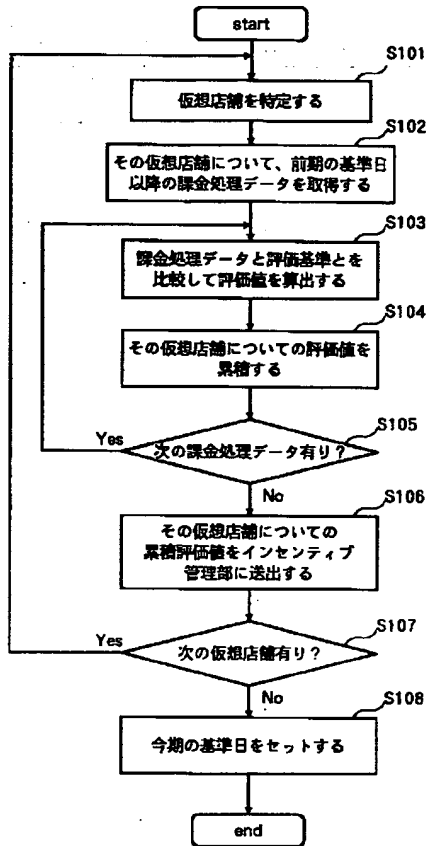 start
S101
仮想店舗を特定する
S102
その仮想店舗について、前期の基準日
以降の課金処理データを取得する
S103
課金処理データと評価基準とを
比較して評価値を算出する
S104
その仮想店舗についての評価値を
累積する
S105
Yes
次の課金処理データ有り？
No
S106
その仮想店舗についての
累積評価値をインセンティブ
管理部に送出する
S107
Yes
次の仮想店舗有り？
No
S108
今期の基準日をセットする
end